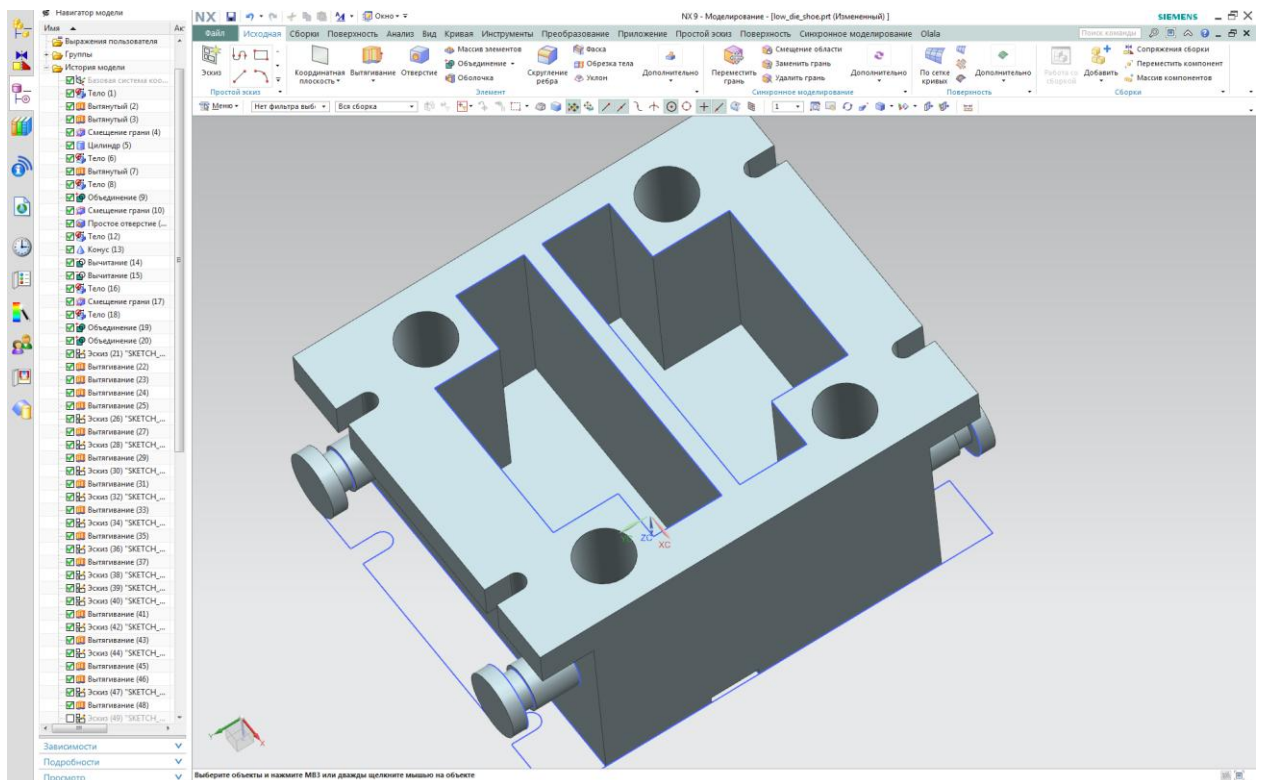 Навигатор модели
Имя
Ак
Выражения пользователя
Группы
История модели
Базовая система коо...
Тело (1)
Вытянутый (2)
Вытянутый (3)
Смещение грани (4)
Цилиндр (5)
Тело (6)
Вытянутый (7)
Тело (8)
Объединение (9)
Смещение грани (10)
Простое отверстие (...
Тело (12)
Конус (13)
Вычитание (14)
Вычитание (15)
Тело (16)
Смещение грани (17)
Тело (18)
Объединение (19)
Объединение (20)
Эскиз (21) "SKETCH_...
Вытягивание (22)
Вытягивание (23)
Вытягивание (24)
Вытягивание (25)
Эскиз (26) "SKETCH_...
Вытягивание (27)
Эскиз (28) "SKETCH_...
Вытягивание (29)
Эскиз (30) "SKETCH_...
Вытягивание (31)
Эскиз (32) "SKETCH_...
Вытягивание (33)
Эскиз (34) "SKETCH_...
Вытягивание (35)
Эскиз (36) "SKETCH_...
Вытягивание (37)
Эскиз (38) "SKETCH_...
Эскиз (39) "SKETCH_...
Эскиз (40) "SKETCH_...
Вытягивание (41)
Эскиз (42) "SKETCH_...
Вытягивание (43)
Эскиз (44) "SKETCH_...
Вытягивание (45)
Вытягивание (46)
Эскиз (47) "SKETCH_...
Вытягивание (48)
Эскиз (49) "SKETCH_...
Зависимости
Подробности
Просмотр
NX
Окно
NX 9 - Моделирование - [low_die_shoe.prt (Измененный) ]
SIEMENS
Файл Исходная Сборки Поверхность Анализ Вид Кривая Инструменты Преобразование Приложение Простой эскиз Поверхность Синхронное моделирование Olala
Поиск команды
Эскиз
Простой эскиз
Координатная плоскость
Вытягивание
Отверстие
Массив элементов
Объединение
Оболочка
Скругление ребра
Фаска
Обрезка тела
Уклон
Дополнительно
Элемент
Переместить грань
Смещение области
Заменить грань
Удалить грань
Дополнительно
Синхронное моделирование
По сетке кривых
Дополнительно
Поверхность
Работа со сборкой
Добавить
Сопряжения сборки
Переместить компонент
Массив компонентов
Сборки
Меню
Нет фильтра выбо
Вся сборка
1
ZC
XC
Y
X
Выберите объекты и нажмите МВ3 или дважды щелкните мышью на объекте